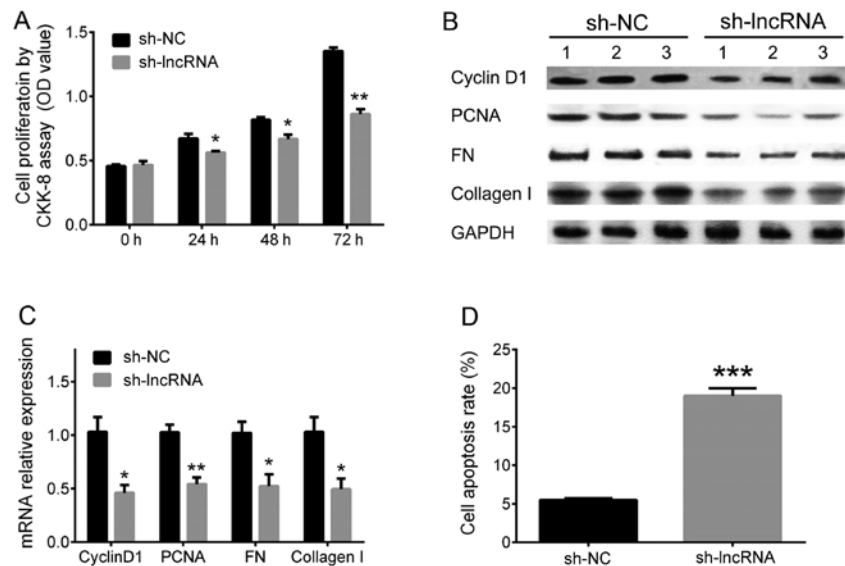 A
sh-NC
sh-lncRNA
Cell proliferatoin by
CKK-8 assay (OD value)
1.5
1.0
0.5
0.0
*
*
**
0 h
24 h
48 h
72 h
B
sh-NC
sh-lncRNA
1 2 3 1 2 3
Cyclin D1
PCNA
FN
Collagen I
GAPDH
C
sh-NC
sh-lncRNA
mRNA relative expression
1.5
1.0
0.5
0.0
*
**
*
*
CyclinD1
PCNA
FN
Collagen I
D
Cell apoptosis rate (%)
25
20
15
10
5
0
***
sh-NC
sh-lncRNA